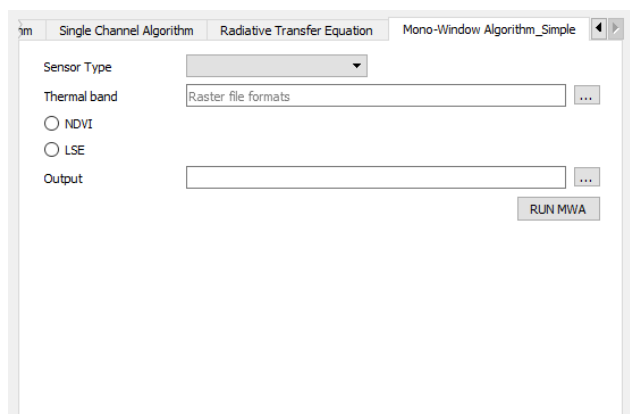 Single Channel Algorithm Radiative Transfer Equation Mono-Window Algorithm_Simple
Sensor Type
Thermal band Raster file formats ...
NDVI
LSE
Output ...
RUN MWA